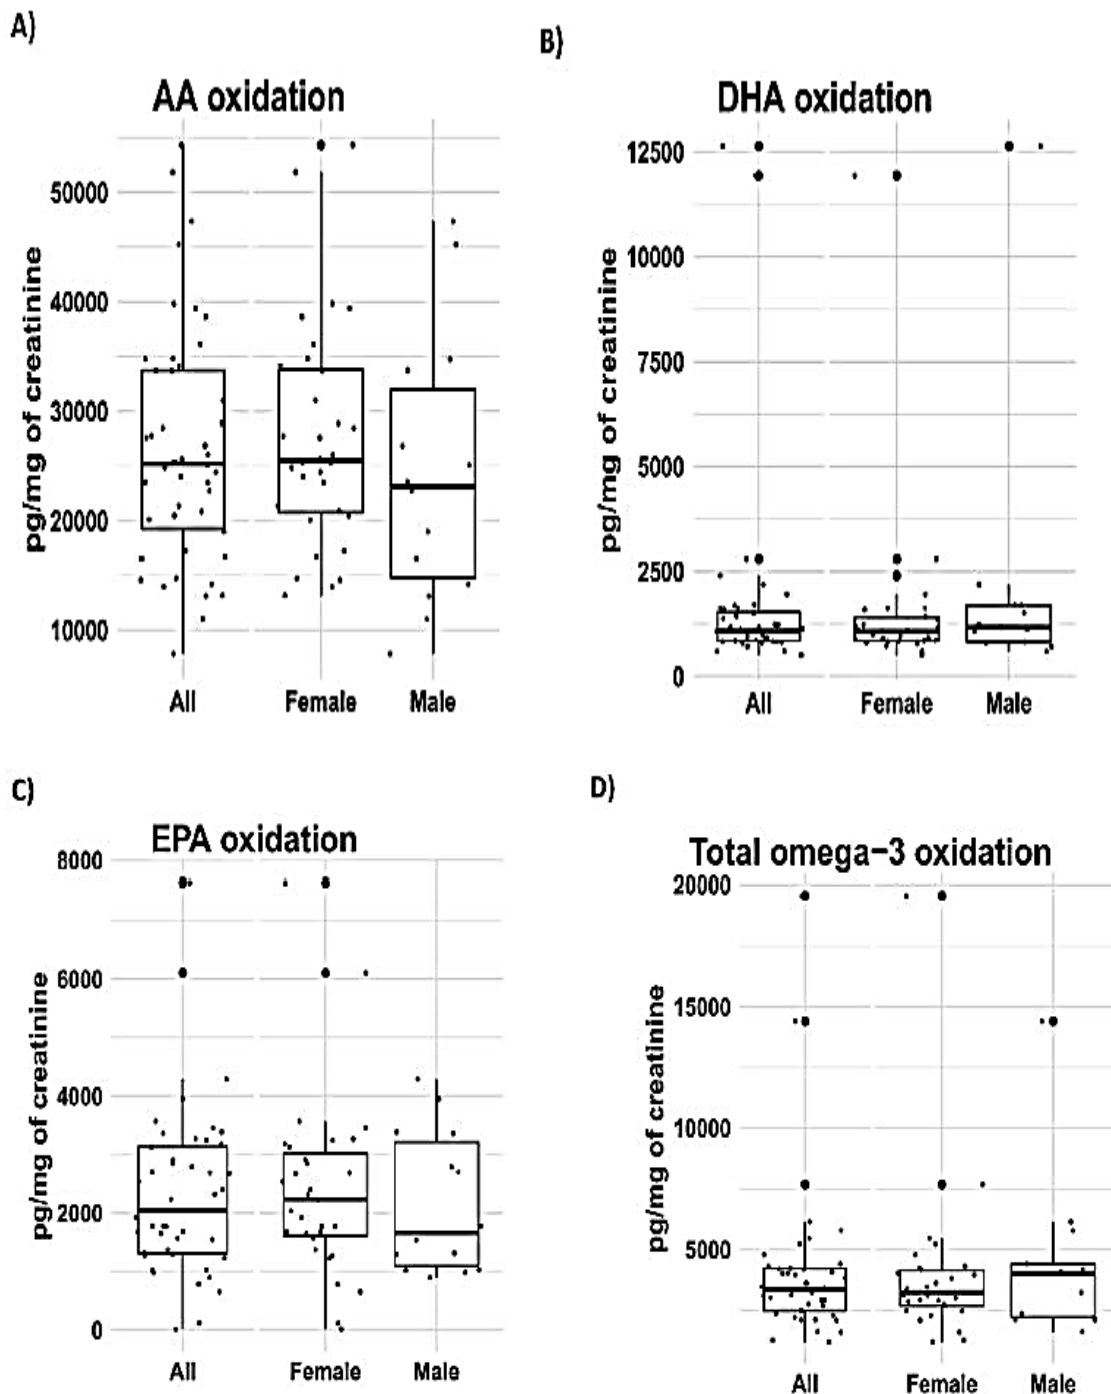 A)
AA oxidation
pg/mg of creatinine
50000
40000
30000
20000
10000
All Female Male
B)
DHA oxidation
pg/mg of creatinine
12500
10000
7500
5000
2500
0
All Female Male
C)
EPA oxidation
pg/mg of creatinine
8000
6000
4000
2000
0
All Female Male
D)
Total omega−3 oxidation
pg/mg of creatinine
20000
15000
10000
5000
All Female Male